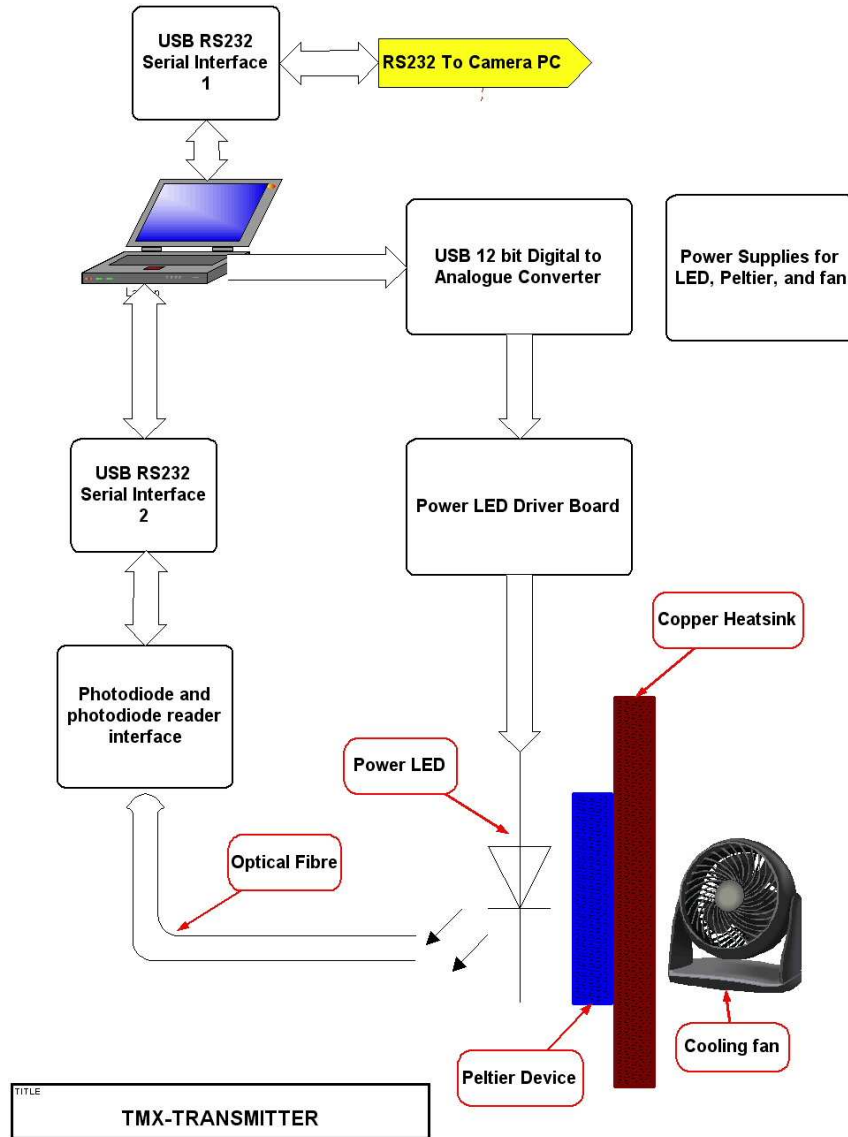 USB RS232
Serial Interface
1
RS232 To Camera PC
USB 12 bit Digital to
Analogue Converter
Power Supplies for
LED, Peltier, and fan
USB RS232
Serial Interface
2
Power LED Driver Board
Copper Heatsink
Photodiode and
photodiode reader
interface
Power LED
Optical Fibre
Cooling fan
Peltier Device
TITLE
TMX-TRANSMITTER